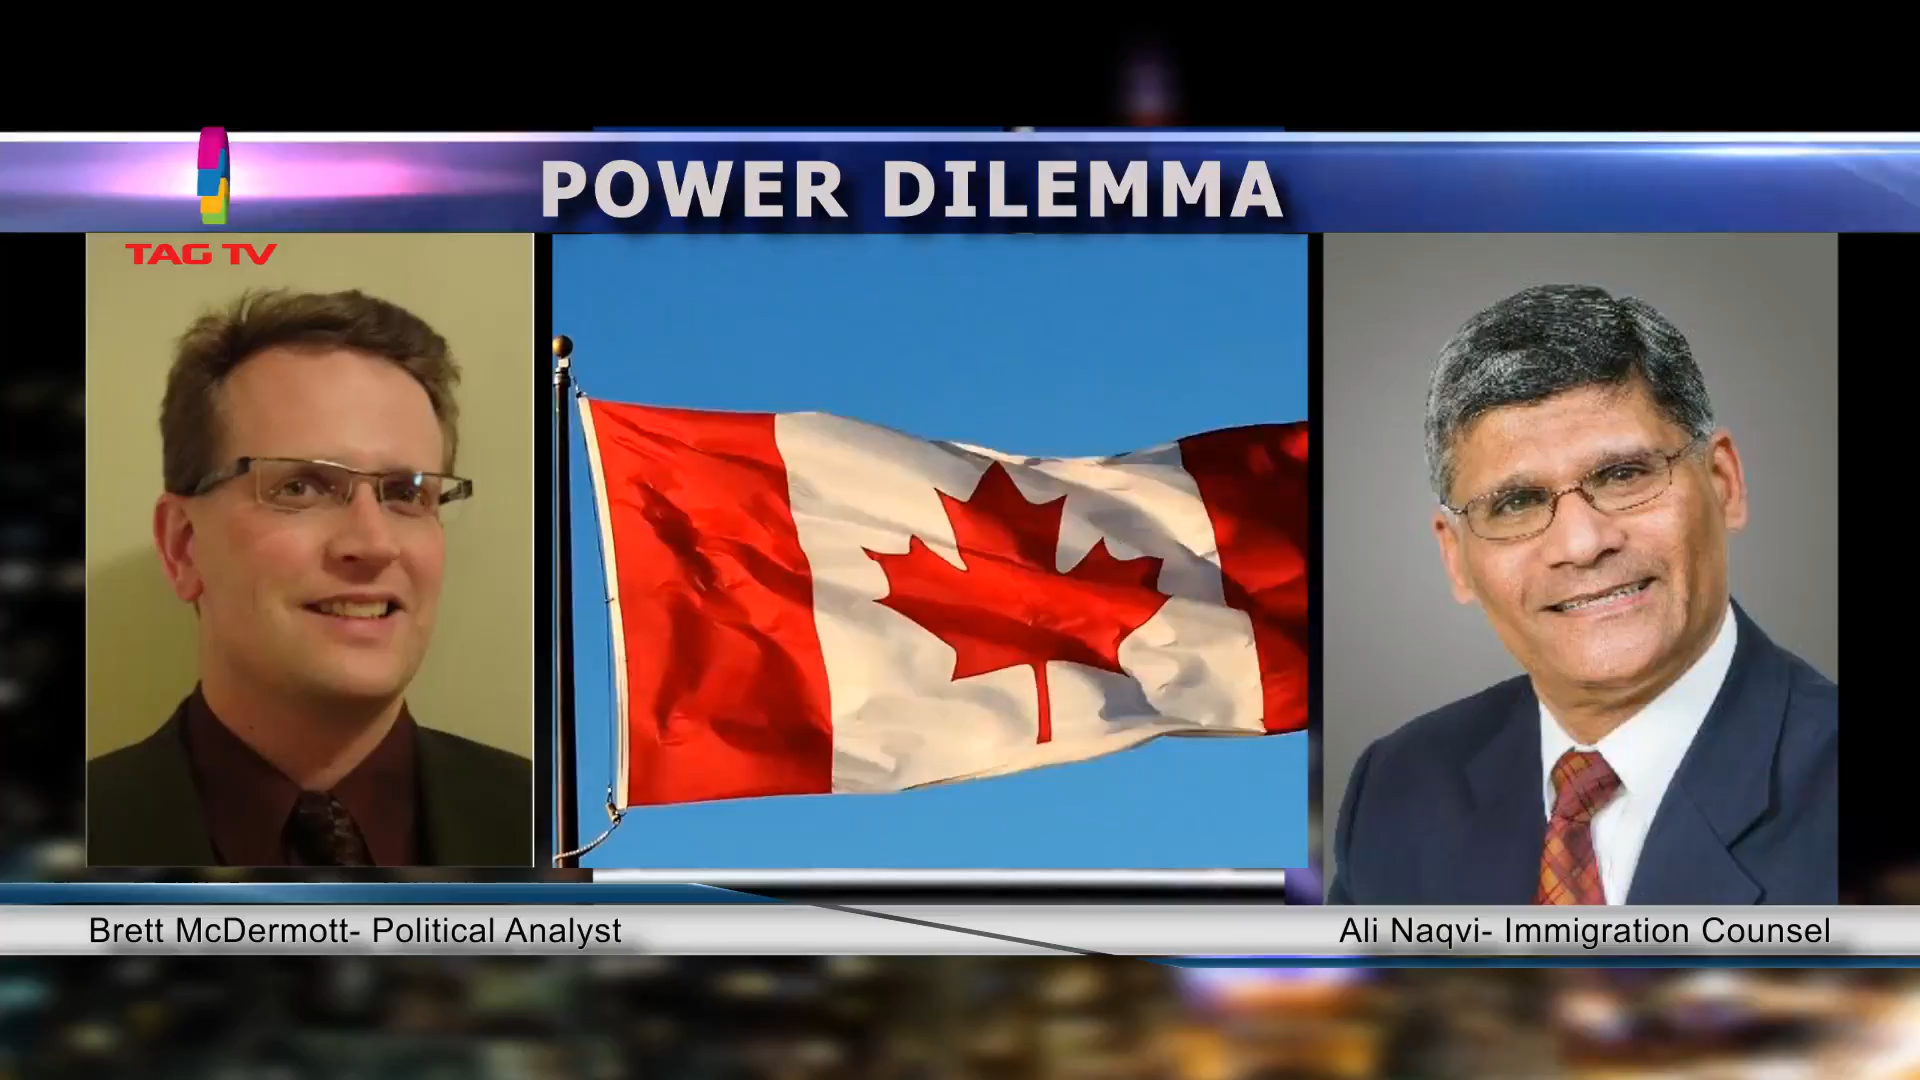 POWER DILEMMA
TAG TV
Brett McDermott- Political Analyst
Ali Naqvi- Immigration Counsel